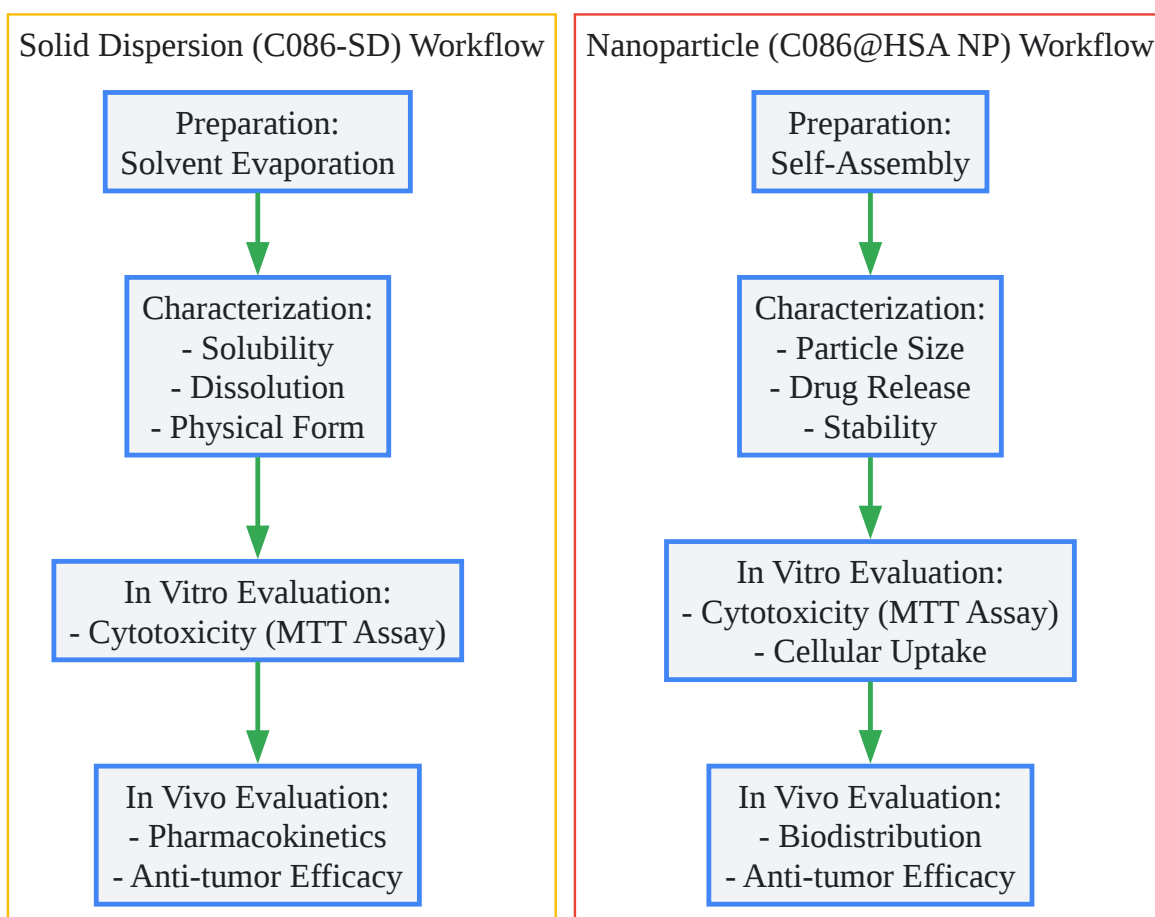 Solid Dispersion (C086-SD) Workflow
Preparation:
Solvent Evaporation
Characterization:
- Solubility
- Dissolution
- Physical Form
In Vitro Evaluation:
- Cytotoxicity (MTT Assay)
In Vivo Evaluation:
- Pharmacokinetics
- Anti-tumor Efficacy
Nanoparticle (C086@HSA NP) Workflow
Preparation:
Self-Assembly
Characterization:
- Particle Size
- Drug Release
- Stability
In Vitro Evaluation:
- Cytotoxicity (MTT Assay)
- Cellular Uptake
In Vivo Evaluation:
- Biodistribution
- Anti-tumor Efficacy